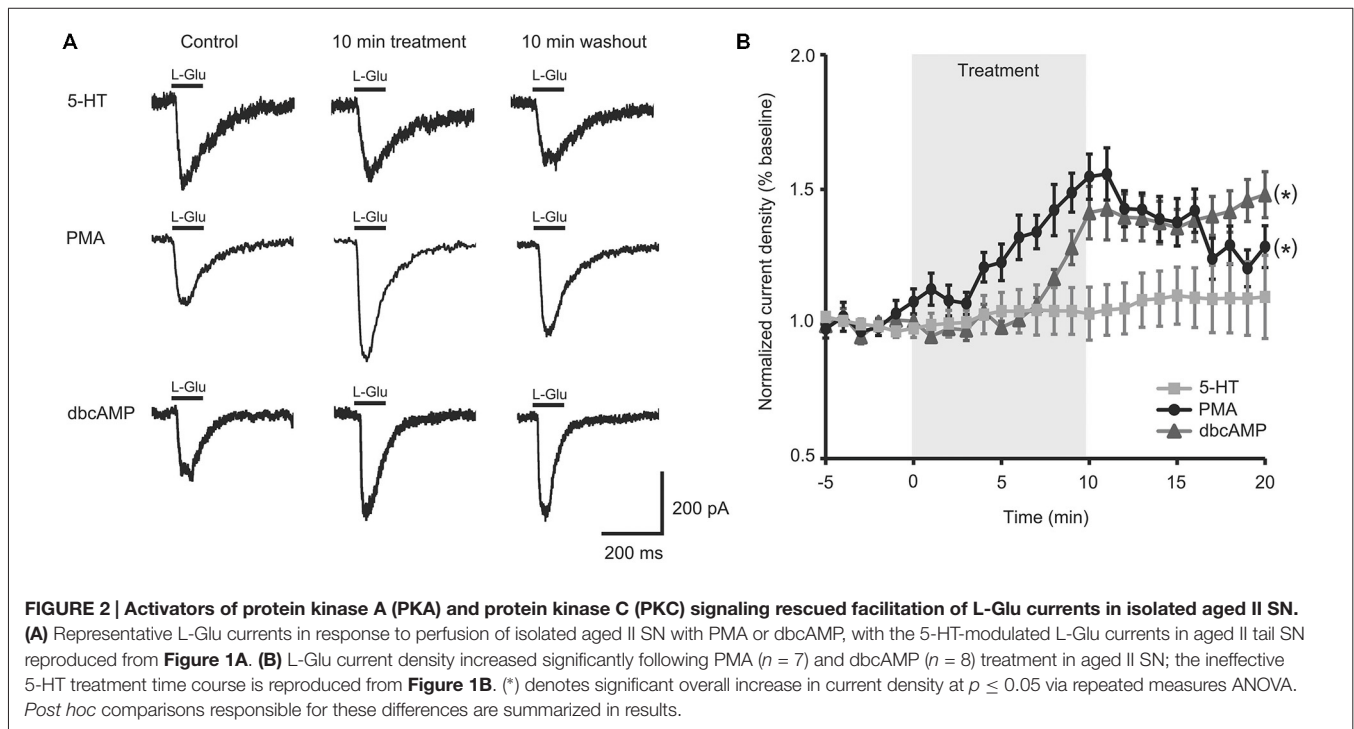 A
Control
10 min treatment
10 min washout
5-HT
L-Glu
L-Glu
L-Glu
PMA
L-Glu
L-Glu
L-Glu
dbcAMP
L-Glu
L-Glu
L-Glu
200 pA
200 ms
B
Treatment
Normalized current density (% baseline)
2.0
1.5
1.0
0.5
(*)
(*)
5-HT
PMA
dbcAMP
-5
0
5
10
15
20
Time (min)
FIGURE 2 | Activators of protein kinase A (PKA) and protein kinase C (PKC) signaling rescued facilitation of L-Glu currents in isolated aged II SN.
(A) Representative L-Glu currents in response to perfusion of isolated aged II SN with PMA or dbcAMP, with the 5-HT-modulated L-Glu currents in aged II tail SN
reproduced from Figure 1A. (B) L-Glu current density increased significantly following PMA (n = 7) and dbcAMP (n = 8) treatment in aged II SN; the ineffective
5-HT treatment time course is reproduced from Figure 1B. (*) denotes significant overall increase in current density at p ≤ 0.05 via repeated measures ANOVA.
Post hoc comparisons responsible for these differences are summarized in results.